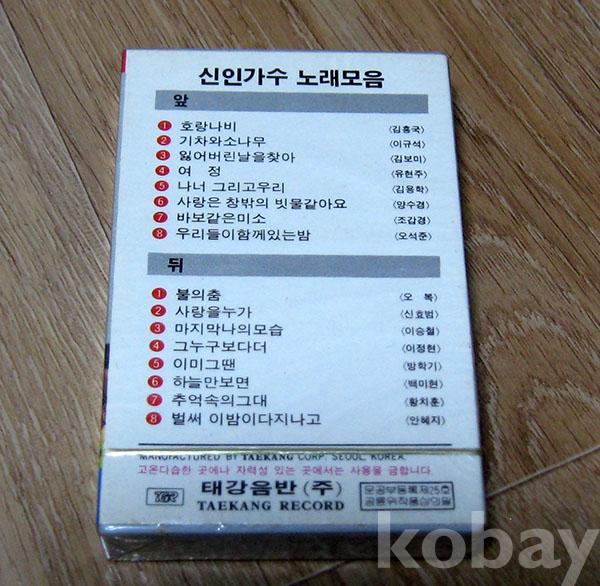 신인가수 노래모음
앞
1 호랑나비 〈김흥국〉
2 기차와소나무 〈이규석〉
3 잃어버린날을찾아 〈김보미〉
4 여 정 〈유현주〉
5 나너 그리고우리 〈김용학〉
6 사랑은 창밖의 빗물같아요 〈양수경〉
7 바보같은미소 〈조갑경〉
8 우리들이함께있는밤 〈오석준〉
뒤
1 불의춤 〈오 복〉
2 사랑을누가 〈신효범〉
3 마지막나의모습 〈이승철〉
4 그누구보다더 〈이정현〉
5 이미그땐 〈방학기〉
6 하늘만보면 〈백미현〉
7 추억속의그대 〈황치훈〉
8 벌써 이밤이다지나고 〈안혜지〉
MANUFACTURED BY TAEKANG CORP. SEOUL, KOREA.
고온다습한 곳에나 자력성 있는 곳에서는 사용을 금합니다.
태강음반(주)
TAEKANG RECORD
문공부등록제25호
kobay